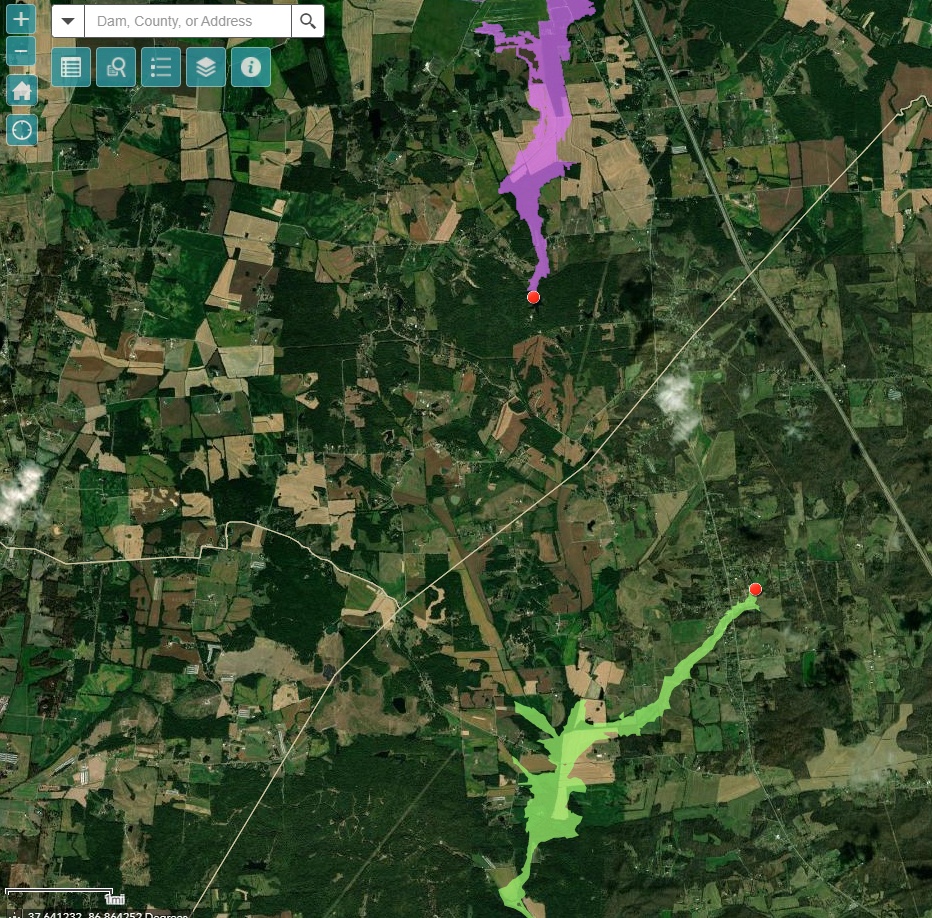 Dam, County, or Address
1mi
37.641232 -86.864252 Degrees